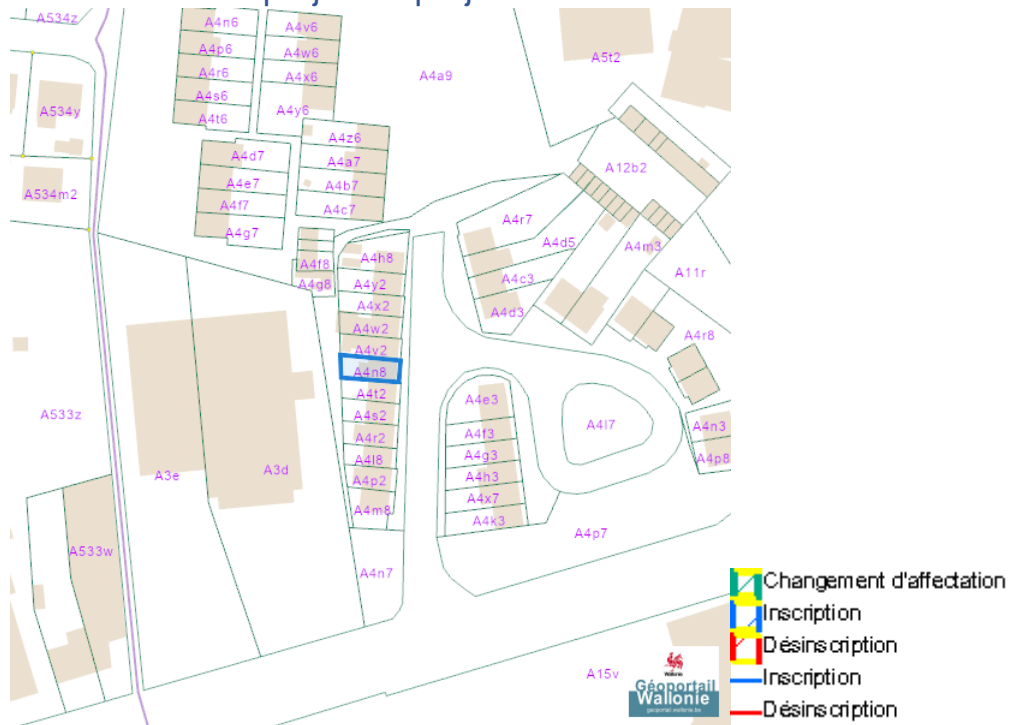 A534z
A4n6
A4v6
A4p6
A4w6
A5t2
A4r6
A4x6
A4a9
A4s6
A4y6
A534y
A4t6
A4z6
A4d7
A4a7
A12b2
A4e7
A4b7
A534m2
A4f7
A4c7
A4r7
A4g7
A4d5
A4m3
A4h8
A4f8
A11r
A4g8
A4y2
A4c3
A4x2
A4d3
A4w2
A4r8
A4v2
A4n8
A4t2
A4e3
A533z
A4s2
A4l7
A4n3
A4r2
A4f3
A4l8
A4g3
A4p8
A3e
A3d
A4p2
A4h3
A4x7
A4m8
A4k3
A4p7
A533w
A4n7
A15v
Wallonie
Géoportail
Wallonie
geoportail.wallonie.be
Changement d'affectation
Inscription
Désinscription
Inscription
Désinscription